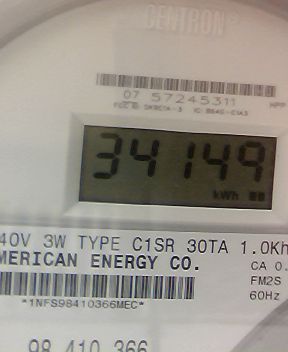 CENTRON®
07 57245311
34149
kWh
40V 3W TYPE C1SR 30TA 1.0Kh
MERICAN ENERGY CO.
CA 0.
FM2S
60Hz
*1NFS98410366MEC*
98 410 366